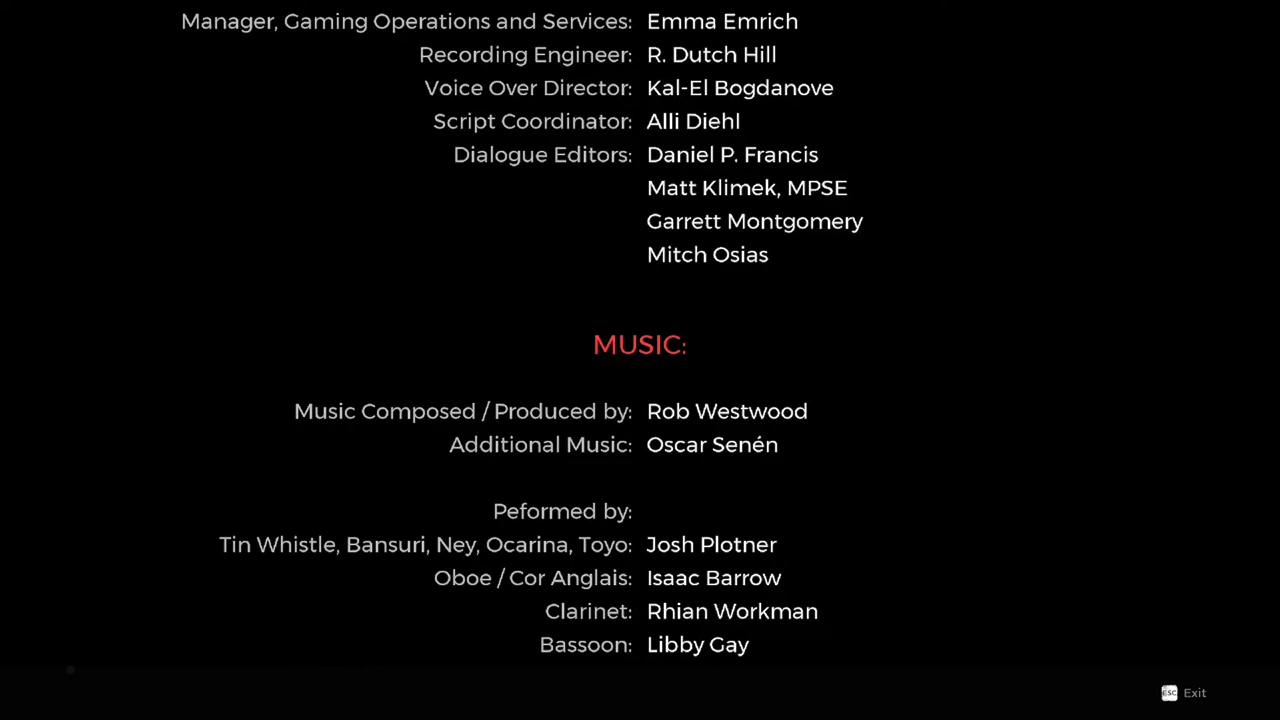 Manager, Gaming Operations and Services: Emma Emrich
Recording Engineer: R. Dutch Hill
Voice Over Director: Kal-El Bogdanove
Script Coordinator: Alli Diehl
Dialogue Editors: Daniel P. Francis
Matt Klimek, MPSE
Garrett Montgomery
Mitch Osias
MUSIC:
Music Composed / Produced by: Rob Westwood
Additional Music: Oscar Senén
Peformed by:
Tin Whistle, Bansuri, Ney, Ocarina, Toyo: Josh Plotner
Oboe / Cor Anglais: Isaac Barrow
Clarinet: Rhian Workman
Bassoon: Libby Gay
ESC Exit